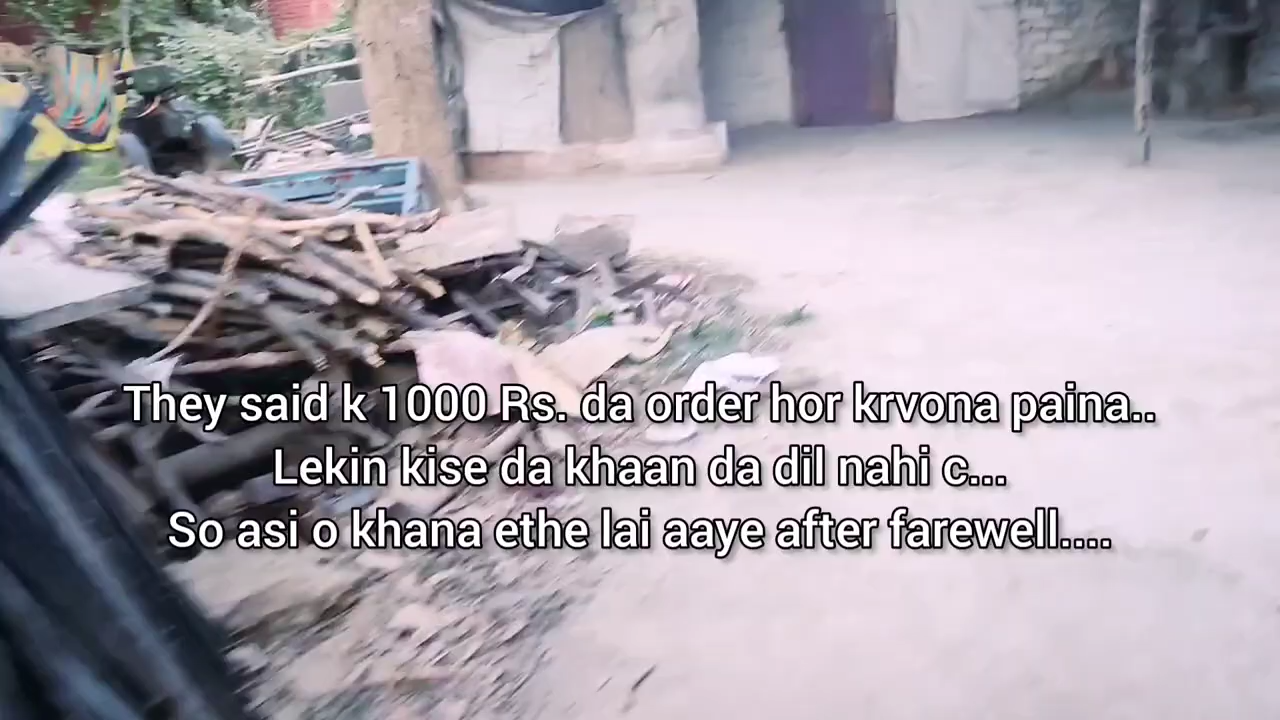 They said k 1000 Rs. da order hor krvona paina..
Lekin kise da khaan da dil nahi c...
So asi o khana ethe lai aaye after farewell....